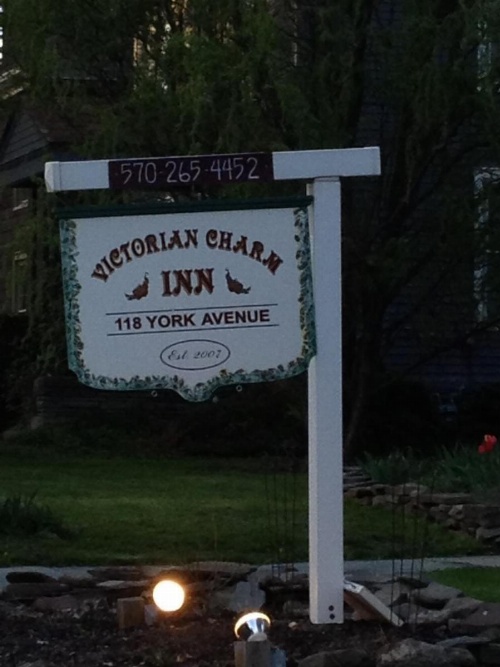 570-265-4452
VICTORIAN CHARM
INN
118 YORK AVENUE
Est. 2007